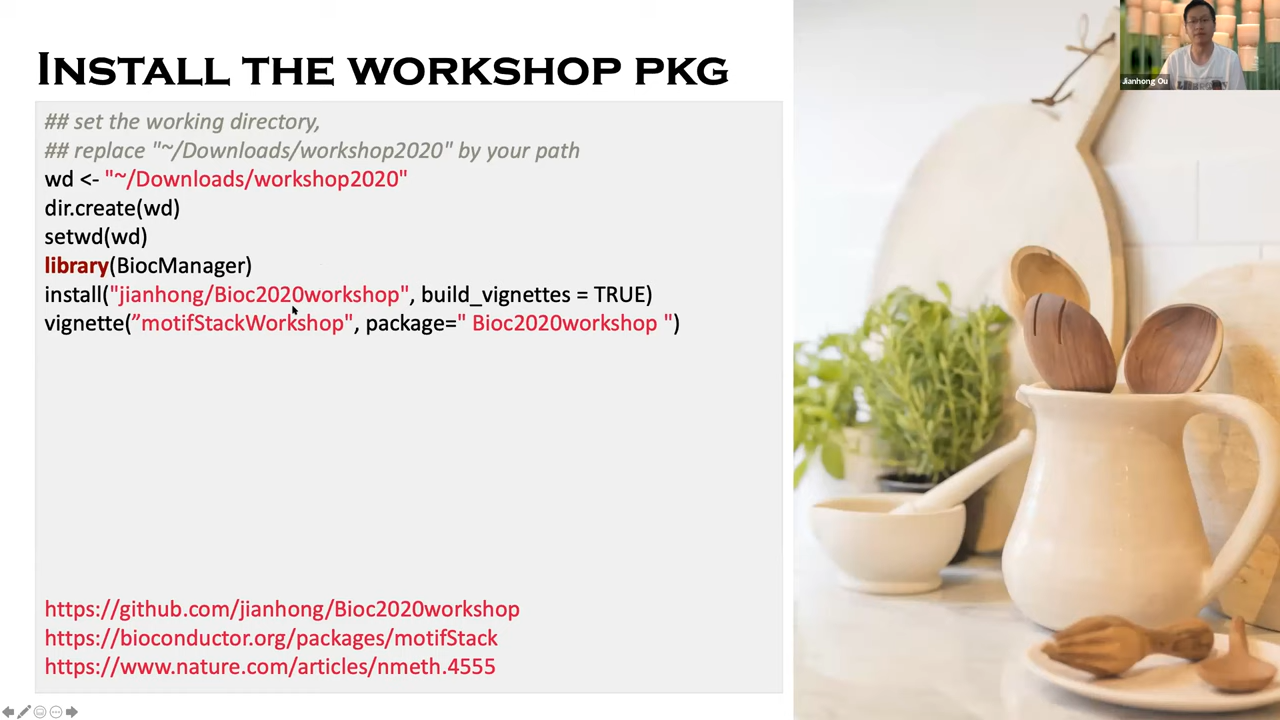 INSTALL THE WORKSHOP PKG
## set the working directory,
## replace "~/Downloads/workshop2020" by your path
wd <- "~/Downloads/workshop2020"
dir.create(wd)
setwd(wd)
library(BiocManager)
install("jianhong/Bioc2020workshop", build_vignettes = TRUE)
vignette(”motifStackWorkshop", package=" Bioc2020workshop ")
https://github.com/jianhong/Bioc2020workshop
https://bioconductor.org/packages/motifStack
https://www.nature.com/articles/nmeth.4555
Jianhong Ou